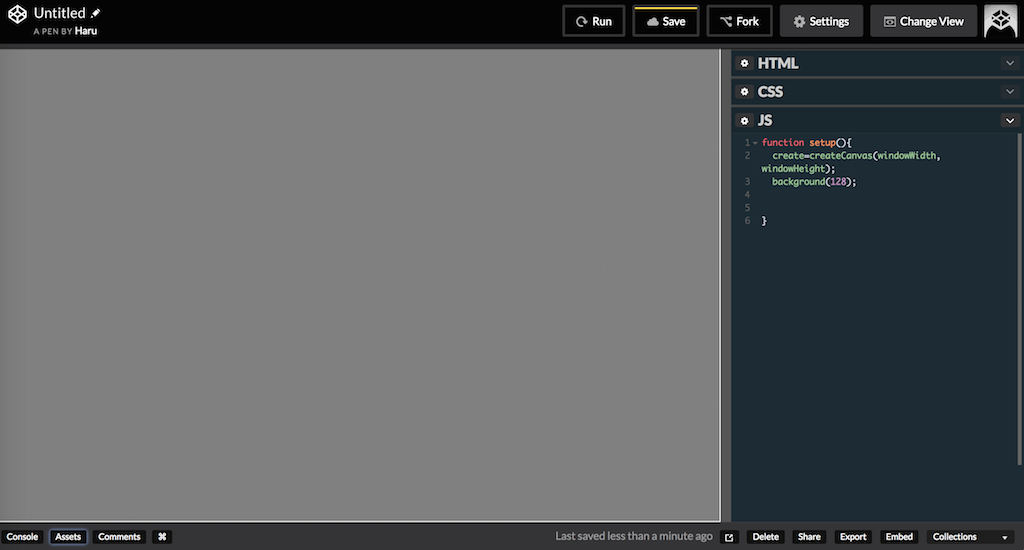 Untitled
A PEN BY Haru
Run
Save
Fork
Settings
Change View
HTML
CSS
JS
1 function setup(){
2 create=createCanvas(windowWidth,
windowHeight);
3 background(128);
4
5
6 }
Console
Assets
Comments
⌘
Last saved less than a minute ago
Delete
Share
Export
Embed
Collections